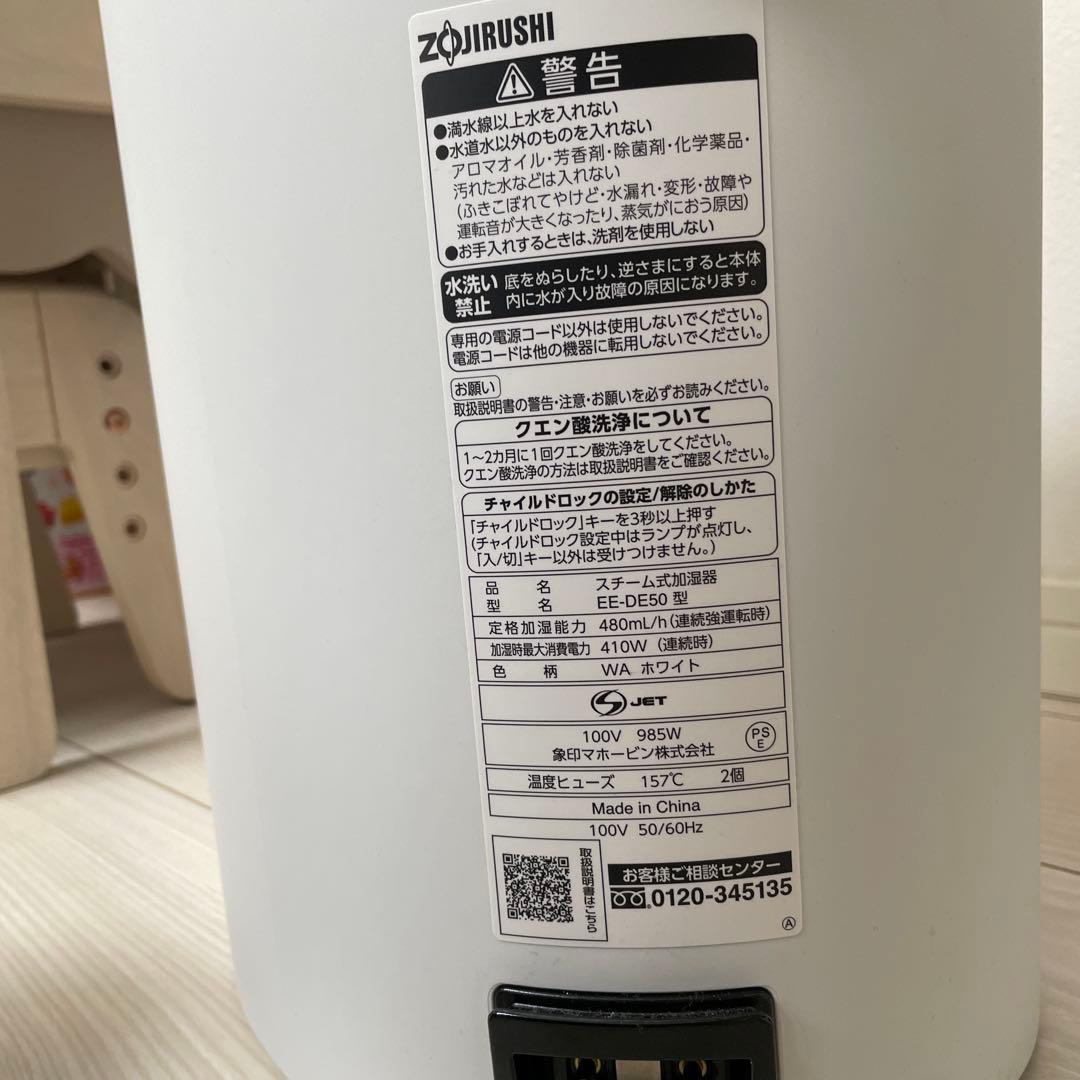 ZOJIRUSHI
警告
●満水線以上水を入れない
●水道水以外のものを入れない
アロマオイル・芳香剤・除菌剤・化学薬品・
汚れた水などは入れない
(ふきこぼれてやけど・水漏れ・変形・故障や
運転音が大きくなったり、蒸気がにおう原因)
●お手入れするときは、洗剤を使用しない
水洗い禁止
底をぬらしたり、逆さまにすると本体
内に水が入り故障の原因になります。
専用の電源コード以外は使用しないでください。
電源コードは他の機器に転用しないでください。
お願い
取扱説明書の警告・注意・お願いを必ずお読みください。
クエン酸洗浄について
1〜2カ月に1回クエン酸洗浄をしてください。
クエン酸洗浄の方法は取扱説明書をご確認ください。
チャイルドロックの設定/解除のしかた
「チャイルドロック」キーを3秒以上押す
(チャイルドロック設定中はランプが点灯し、
「入/切」キー以外は受けつけません。)
品名 スチーム式加湿器
型名 EE-DE50 型
定格加湿能力 480mL/h(連続強運転時)
加湿時最大消費電力 410W (連続時)
色柄 WA ホワイト
JET
100V 985W
象印マホービン株式会社
PSE
温度ヒューズ 157℃ 2個
Made in China
100V 50/60Hz
取扱説明書はこちら
お客様ご相談センター
0120-345135
A